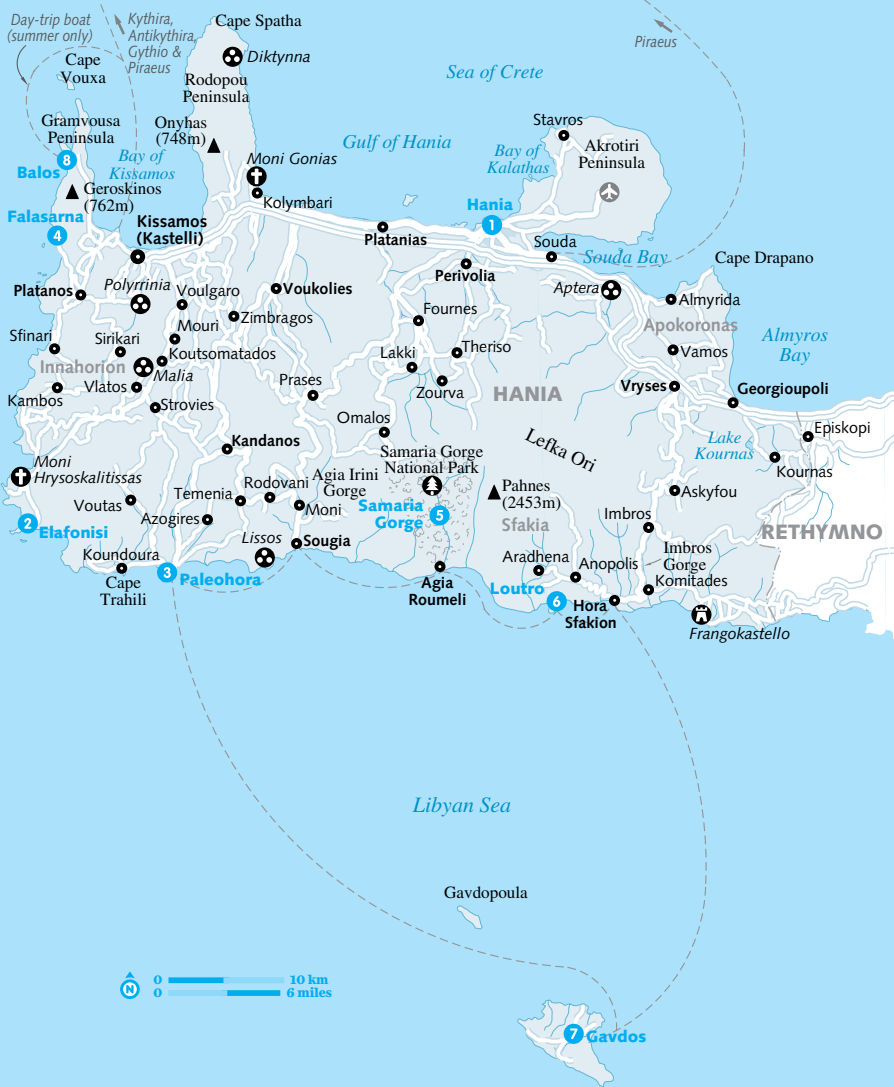 Day-trip boat
(summer only)
Kythira,
Antikythira,
Gythio &
Piraeus
Cape Spatha
Piraeus
Cape
Vouxa
Diktynna
Sea of Crete
Rodopou
Peninsula
Gramvousa
Peninsula
Onyhas
(748m)
Stavros
Gulf of Hania
Akrotiri
Peninsula
Bay of
Kalathas
8
Balos
Bay of
Kissamos
Moni Gonias
Geroskinos
(762m)
Kolymbari
Falasarna
4
Kissamos
(Kastelli)
Hania
1
Platanias
Souda
Souda Bay
Cape Drapano
Perivolia
Platanos
Polyrrinia
Voulgaro
Voukolies
Aptera
Almyrida
Zimbragos
Fournes
Apokoronas
Almyros
Bay
Sfinari
Sirikari
Mouri
Koutsomatados
Innahorion
Malia
Lakki
Theriso
Vamos
Kambos
Vlatos
Prases
Zourva
HANIA
Vryses
Georgioupoli
Strovies
Omalos
Lefka Ori
Lake
Kournas
Episkopi
Kandanos
Samaria Gorge
National Park
Kournas
Moni
Hrysoskalitissas
Agia Irini
Gorge
Pahnes
(2453m)
Askyfou
Voutas
Temenia
Rodovani
Moni
Samaria
Gorge
5
Sfakia
Imbros
RETHYMNO
2
Elafonisi
Azogires
Lissos
Sougia
Imbros
Gorge
Koundoura
Aradhena
Anopolis
Komitades
Cape
Trahili
3
Paleohora
Agia
Roumeli
Loutro
6
Hora
Sfakion
Frangokastello
Libyan Sea
Gavdopoula
N
0
10 km
0
6 miles
7
Gavdos